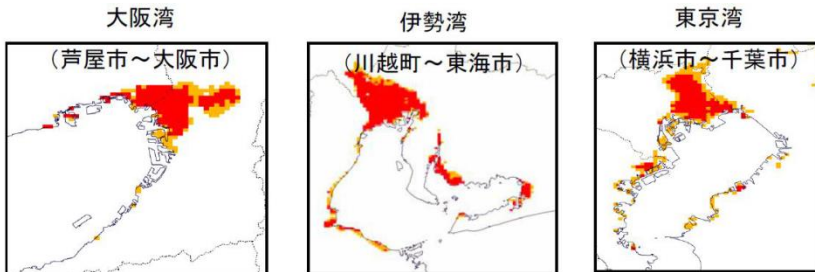 大阪湾
伊勢湾
東京湾
（芦屋市～大阪市）
（川越町～東海市）
（横浜市～千葉市）